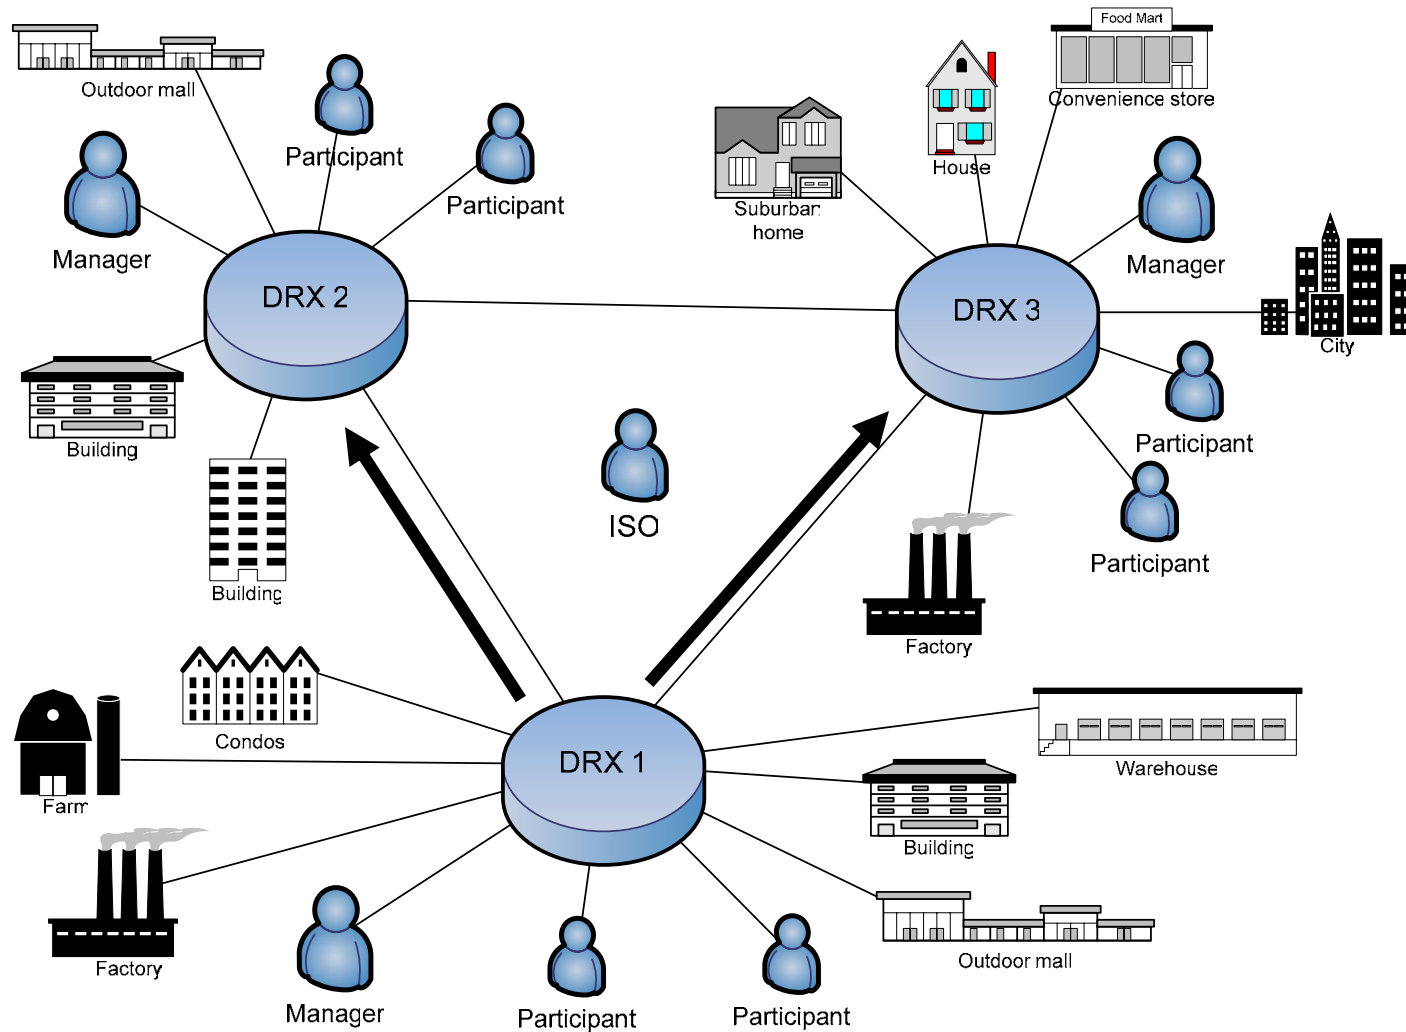 Food Mart
Outdoor mall
Convenience store
Participant
House
Participant
Suburban
home
Manager
Manager
DRX 2
DRX 3
City
Building
Participant
ISO
Participant
Building
Factory
Condos
DRX 1
Warehouse
Farm
Building
Outdoor mall
Factory
Manager
Participant
Participant